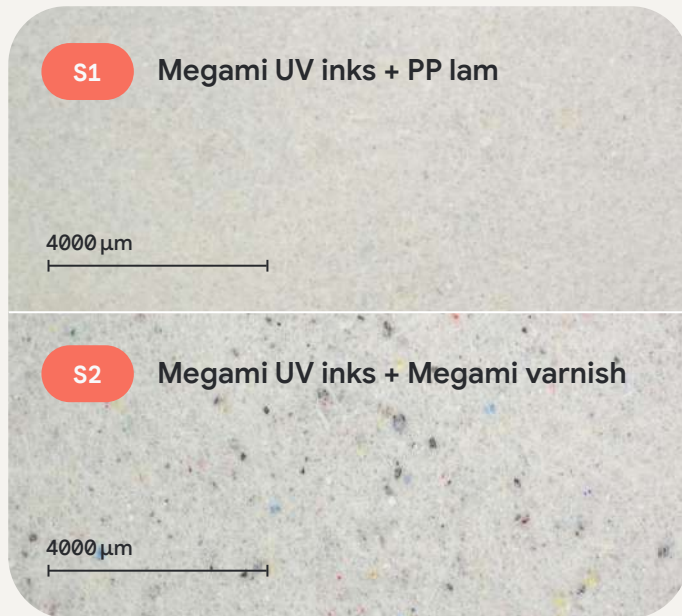 S1 Megami UV inks + PP lam
4000 μm
S2 Megami UV inks + Megami varnish
4000 μm